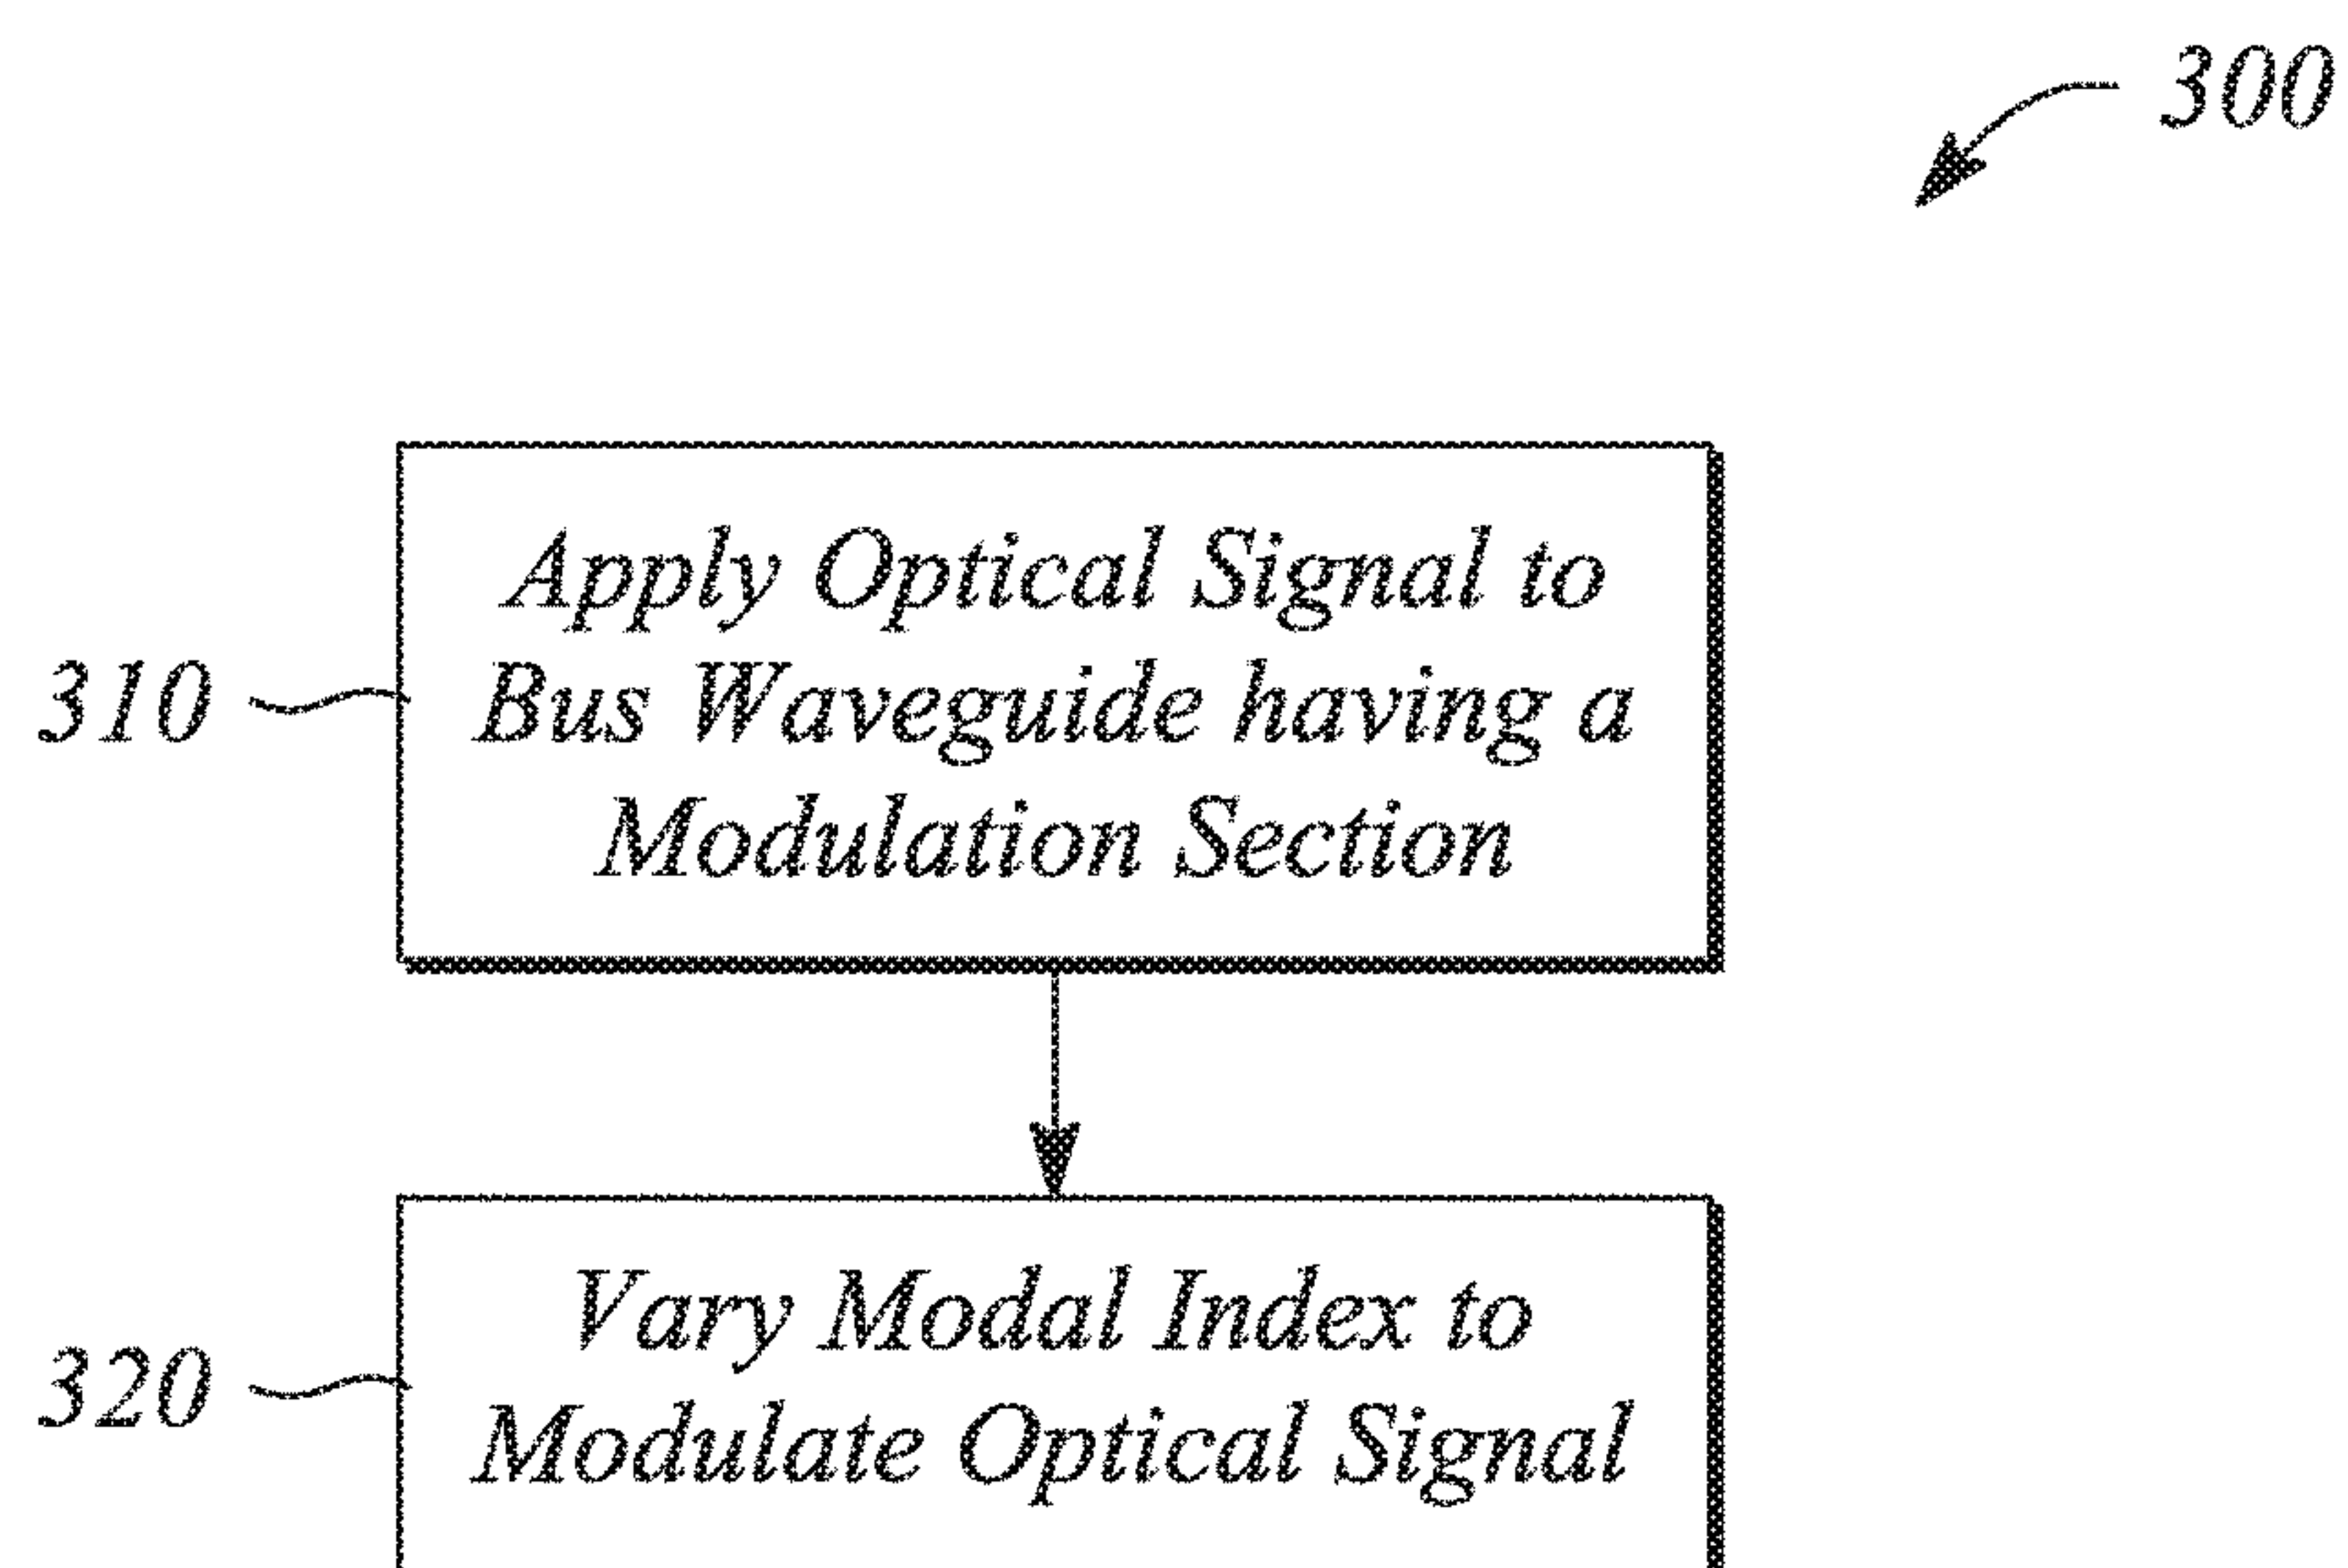 300
Apply Optical Signal to
310
Bus Waveguide having a
Modulation Section
Vary Modal Index to
320
Modulate Optical Signal